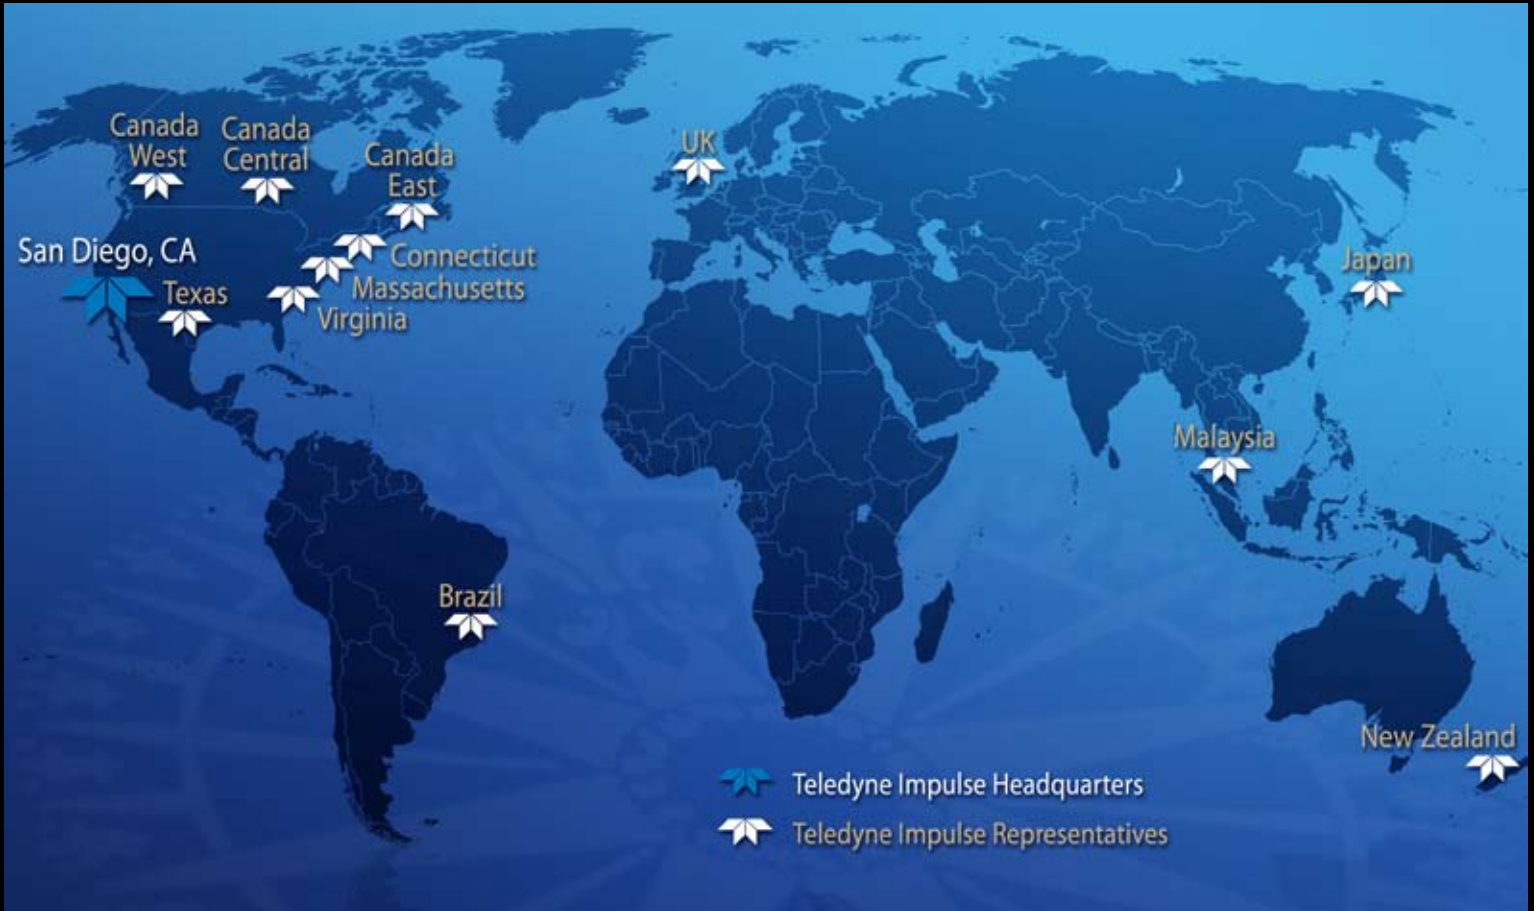 Canada
West
Canada
Central
Canada
East
UK
San Diego, CA
Connecticut
Japan
Texas
Massachusetts
Virginia
Malaysia
Brazil
New Zealand
Teledyne Impulse Headquarters
Teledyne Impulse Representatives